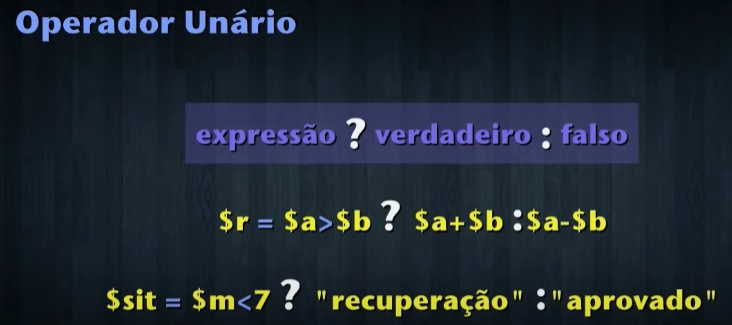 Operador Unário
expressão ? verdadeiro : falso
$r = $a>$b ? $a+$b :$a-$b
$sit = $m<7 ? "recuperação" :"aprovado"